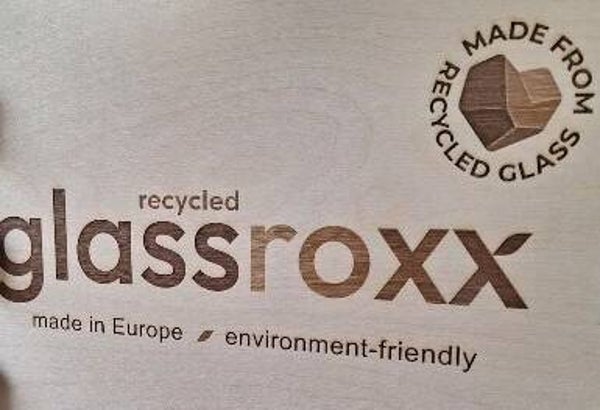 MADE FROM
RECYCLED GLASS
recycled
glassroxx
made in Europe environment-friendly